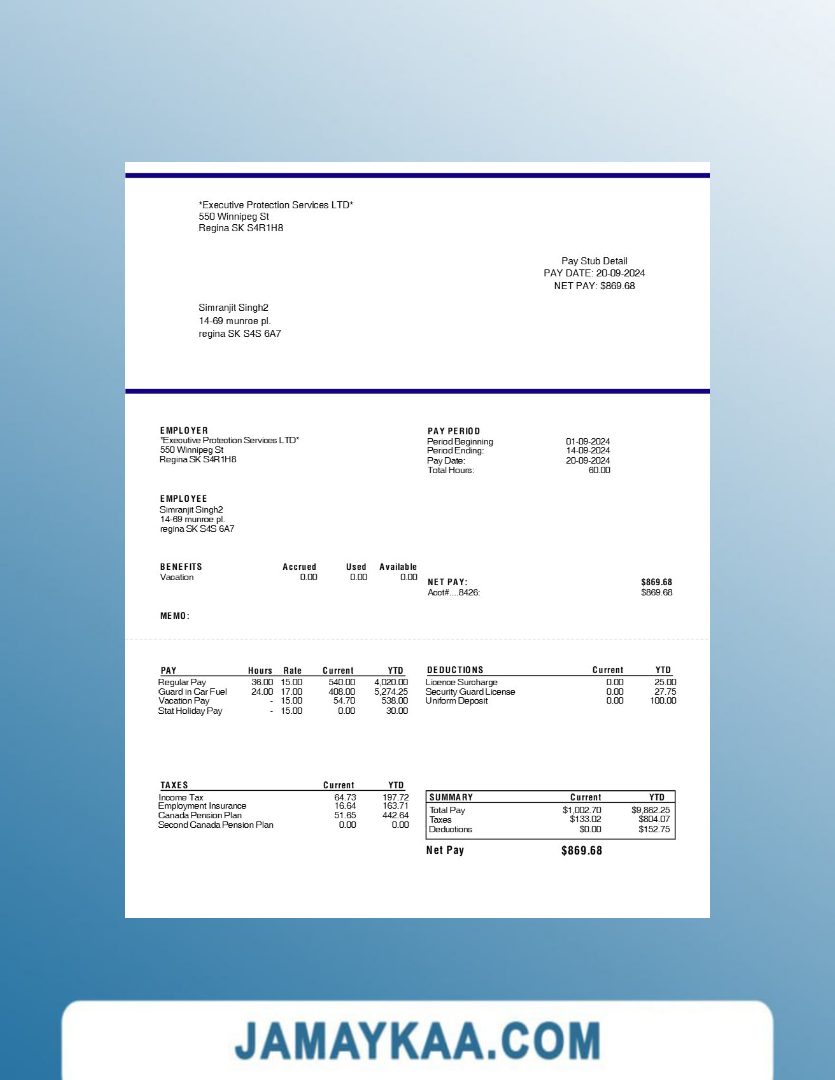 *Executive Protection Services LTD*
550 Winnipeg St
Regina SK S4R1H8
Pay Stub Detail
PAY DATE: 20-09-2024
NET PAY: $869.68
Simranjit Singh2
14-69 munroe pl.
regina SK S4S 6A7
EMPLOYER
*Executive Protection Services LTD*
550 Winnipeg St
Regina SK S4R1H8
PAY PERIOD
Period Beginning 01-09-2024
Period Ending: 14-09-2024
Pay Date: 20-09-2024
Total Hours: 60.00
EMPLOYEE
Simranjit Singh2
14-69 munroe pl.
regina SK S4S 6A7
BENEFITS Accrued Used Available
Vacation 0.00 0.00 0.00
NET PAY: $869.68
Acct#....8426: $869.68
MEMO:
PAY Hours Rate Current YTD
Regular Pay 36.00 15.00 540.00 4,020.00
Guard in Car Fuel 24.00 17.00 408.00 5,274.25
Vacation Pay - 15.00 54.70 538.00
Stat Holiday Pay - 15.00 0.00 30.00
DEDUCTIONS Current YTD
Licence Surcharge 0.00 25.00
Security Guard License 0.00 27.75
Uniform Deposit 0.00 100.00
TAXES Current YTD
Income Tax 64.73 197.72
Employment Insurance 16.64 163.71
Canada Pension Plan 51.65 442.64
Second Canada Pension Plan 0.00 0.00
SUMMARY Current YTD
Total Pay $1,002.70 $9,862.25
Taxes $133.02 $804.07
Deductions $0.00 $152.75
Net Pay $869.68
JAMAYKAA.COM